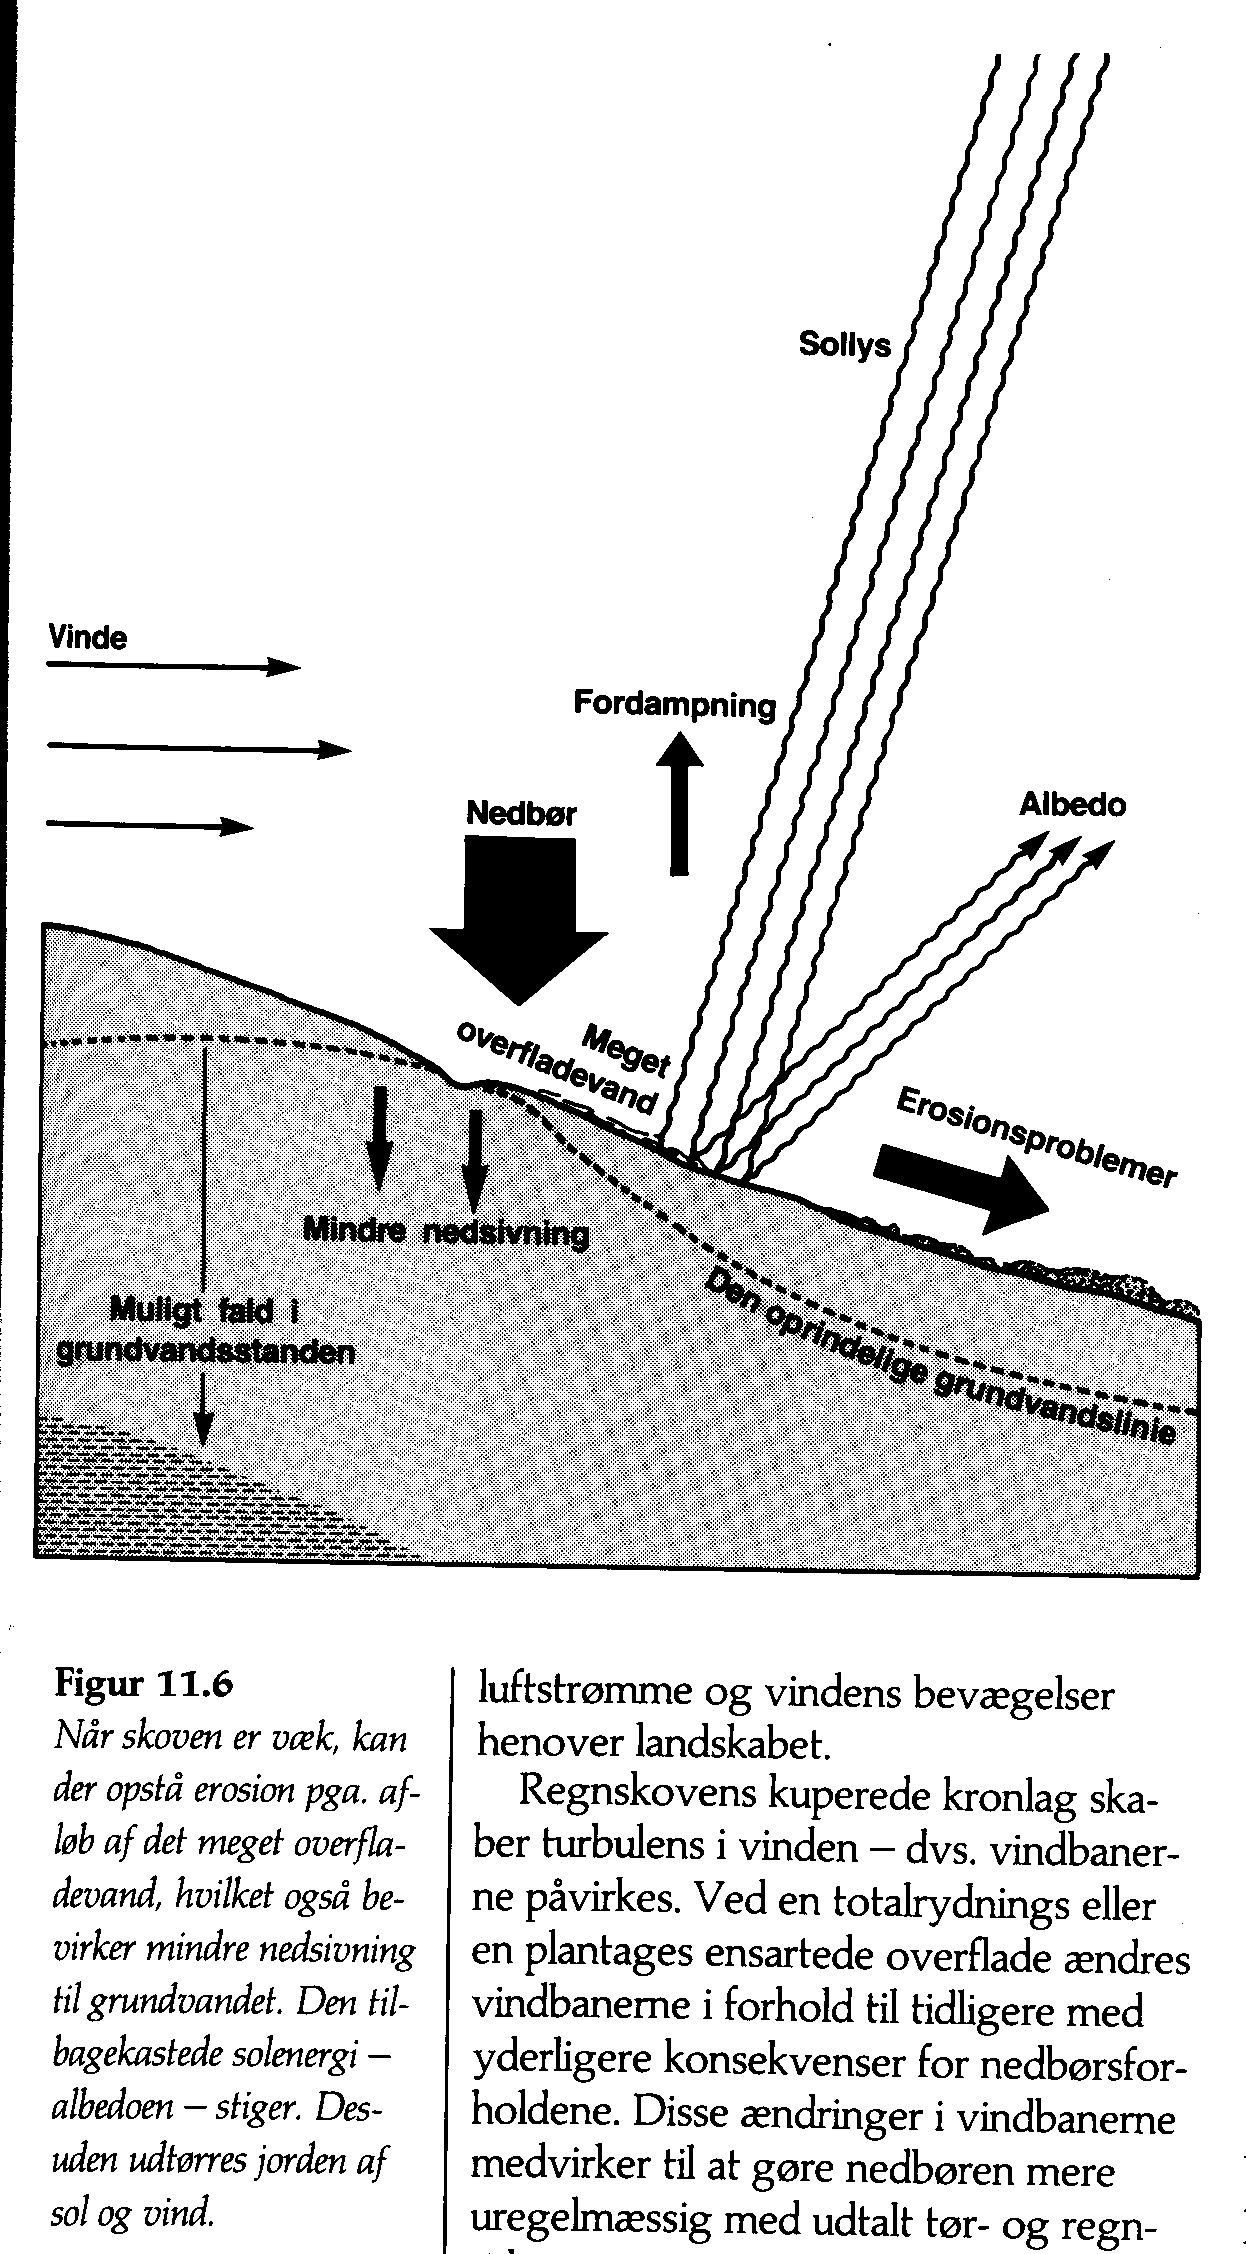 Sollys
Vinde
Fordampning
Nedbør
Albedo
Meget
overfladevand
Erosionsproblemer
Mindre nedsivning
Muligt fald i
grundvandsstanden
Den oprindelige grundvandslinie
Figur 11.6
Når skoven er væk, kan
der opstå erosion pga. af-
løb af det meget overfla-
devand, hvilket også be-
virker mindre nedsivning
til grundvandet. Den til-
bagekastede solenergi –
albedoen – stiger. Des-
uden udtørres jorden af
sol og vind.
luftstrømme og vindens bevægelser
henover landskabet.
Regnskovens kuperede kronlag ska-
ber turbulens i vinden – dvs. vindbaner-
ne påvirkes. Ved en totalrydnings eller
en plantages ensartede overflade ændres
vindbanerne i forhold til tidligere med
yderligere konsekvenser for nedbørsfor-
holdene. Disse ændringer i vindbanerne
medvirker til at gøre nedbøren mere
uregelmæssig med udtalt tør- og regn-